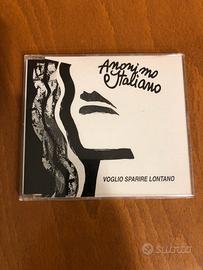 Anonimo
Italiano
VOGLIO SPARIRE LONTANO
subito